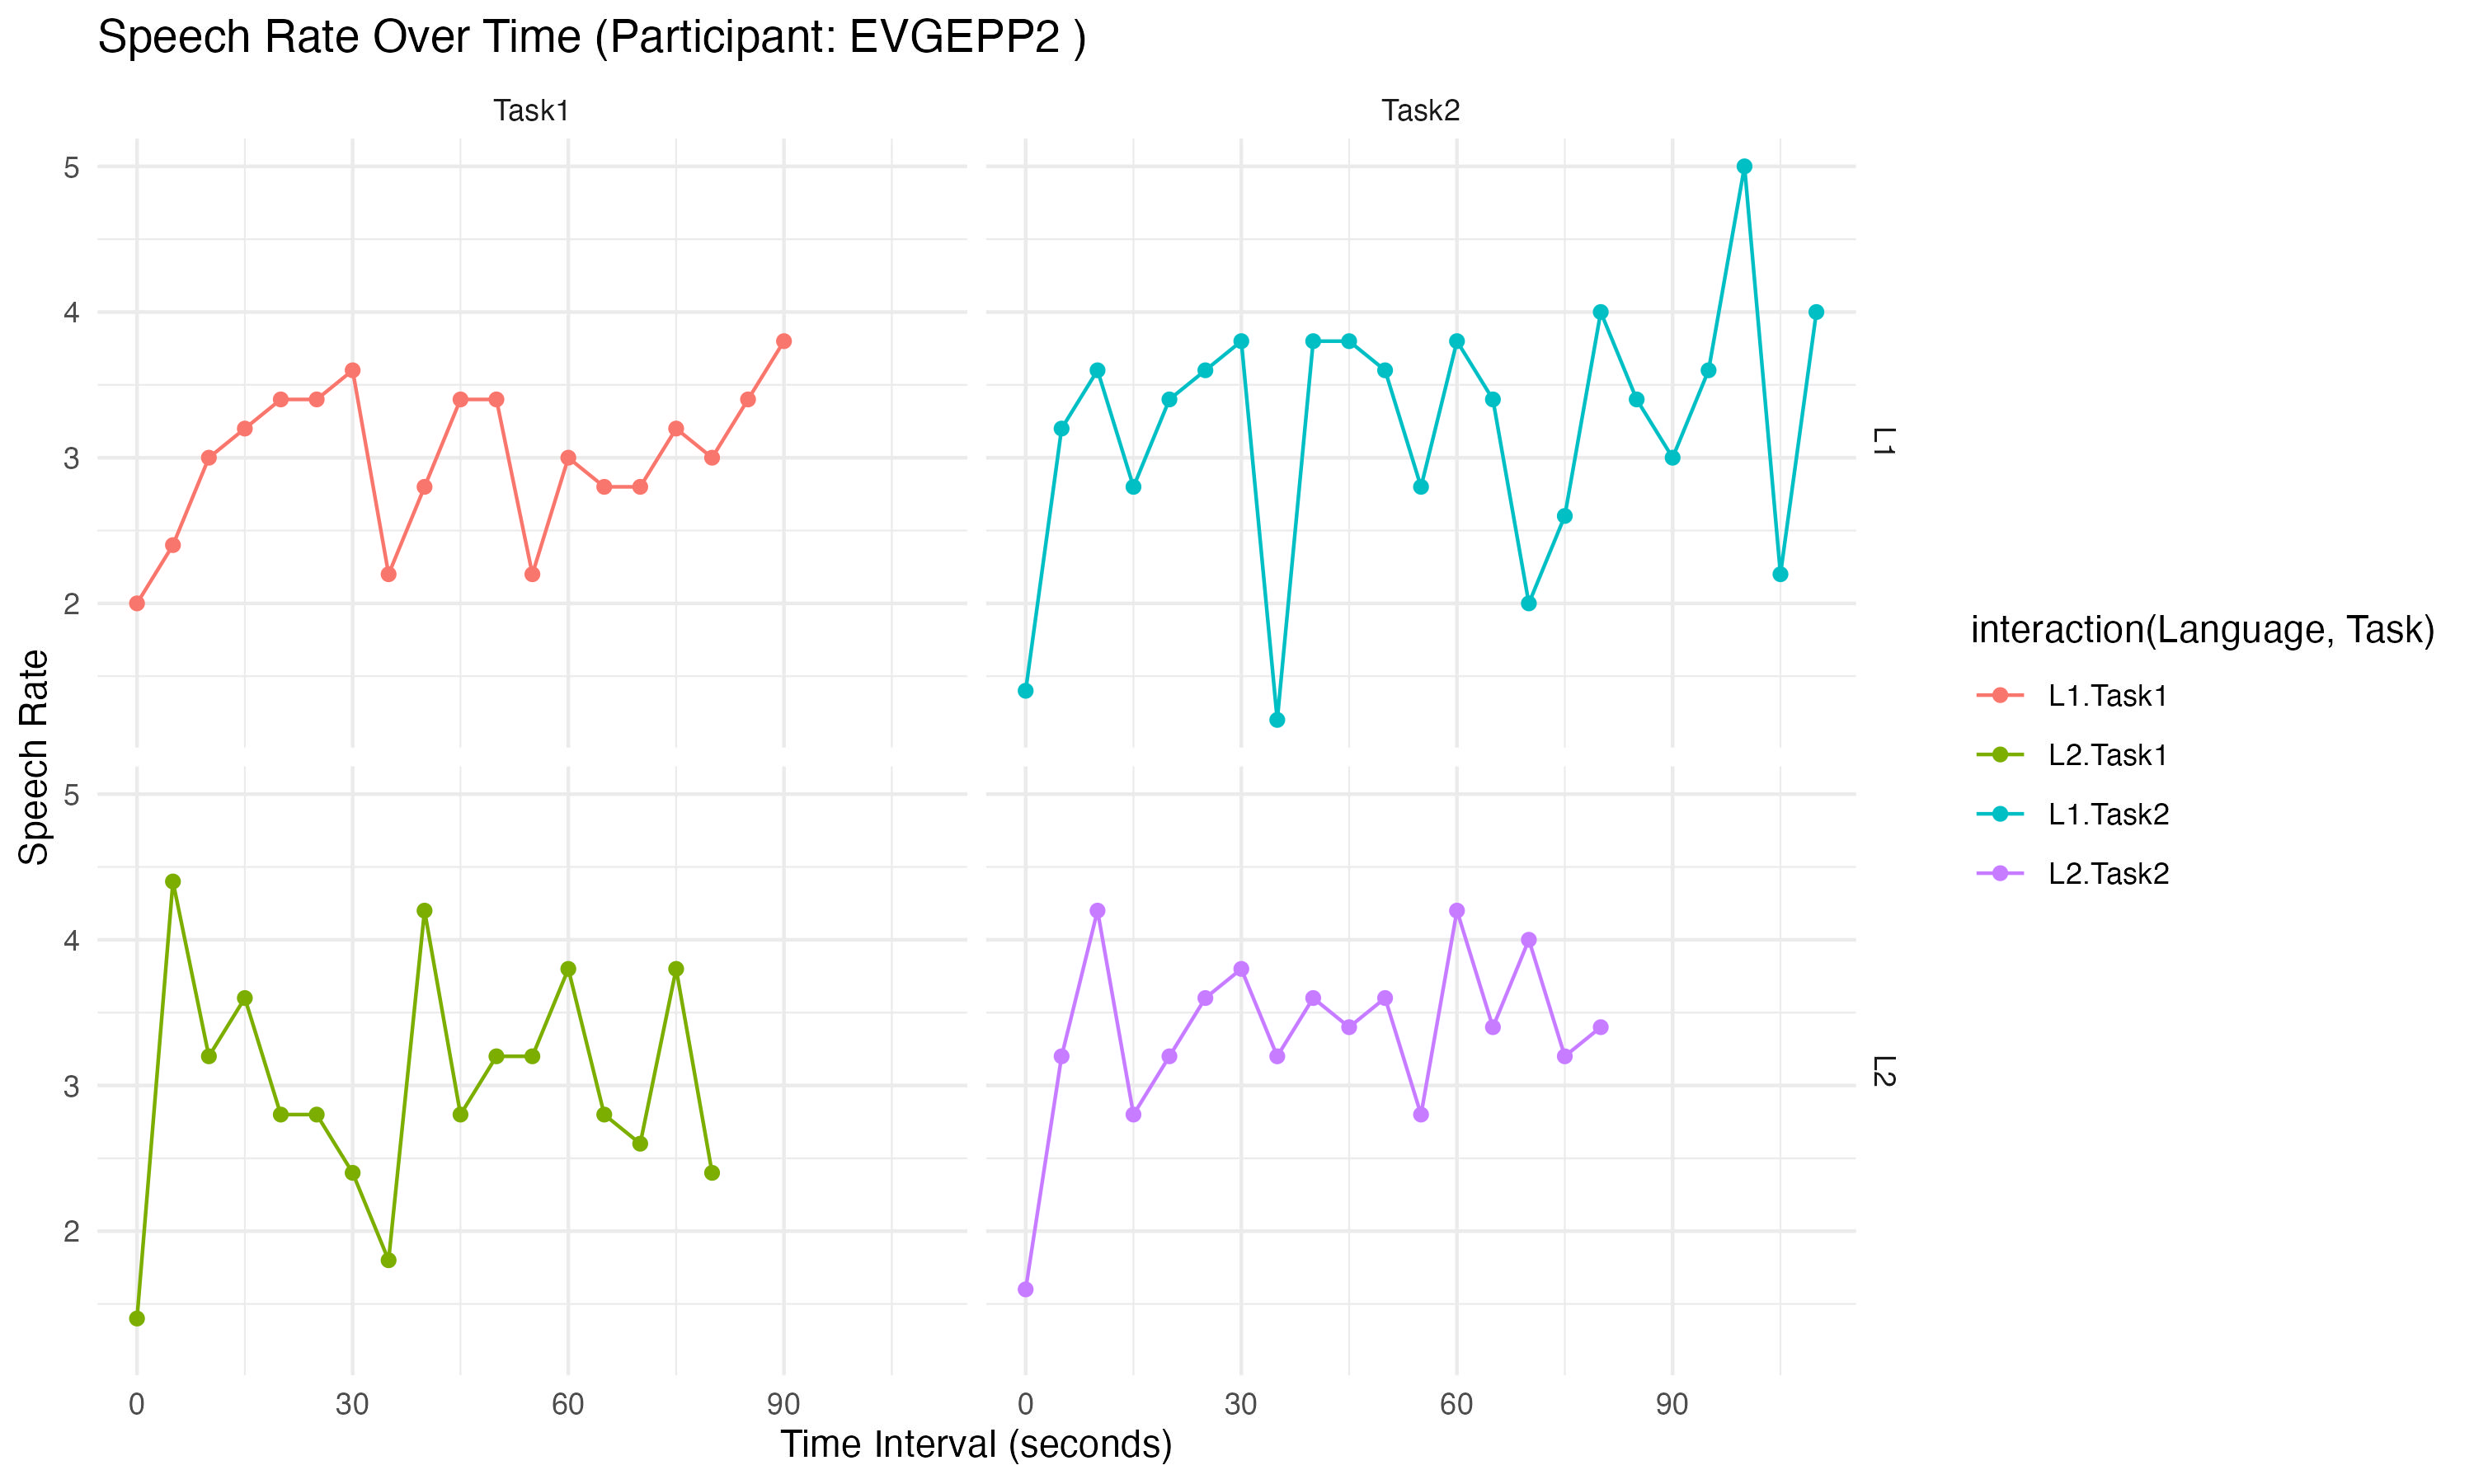 Speech Rate Over Time (Participant: EVGEPP2 )
Task1
Task2
5
4
3
2
L1
5
4
3
2
L2
Speech Rate
0
30
60
90
0
30
60
90
Time Interval (seconds)
interaction(Language, Task)
L1.Task1
L2.Task1
L1.Task2
L2.Task2